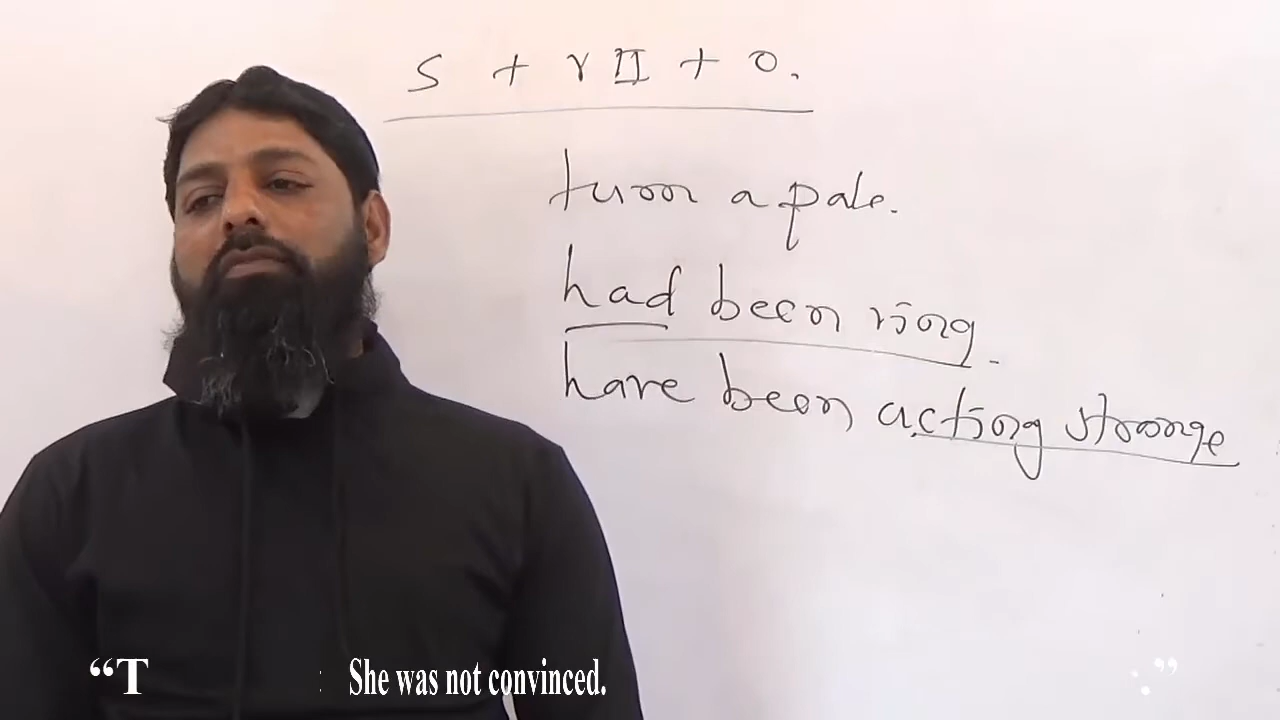 S + V II + O.
turn a pale.
had been ring.
have been acting strange
“T : She was not convinced. ”